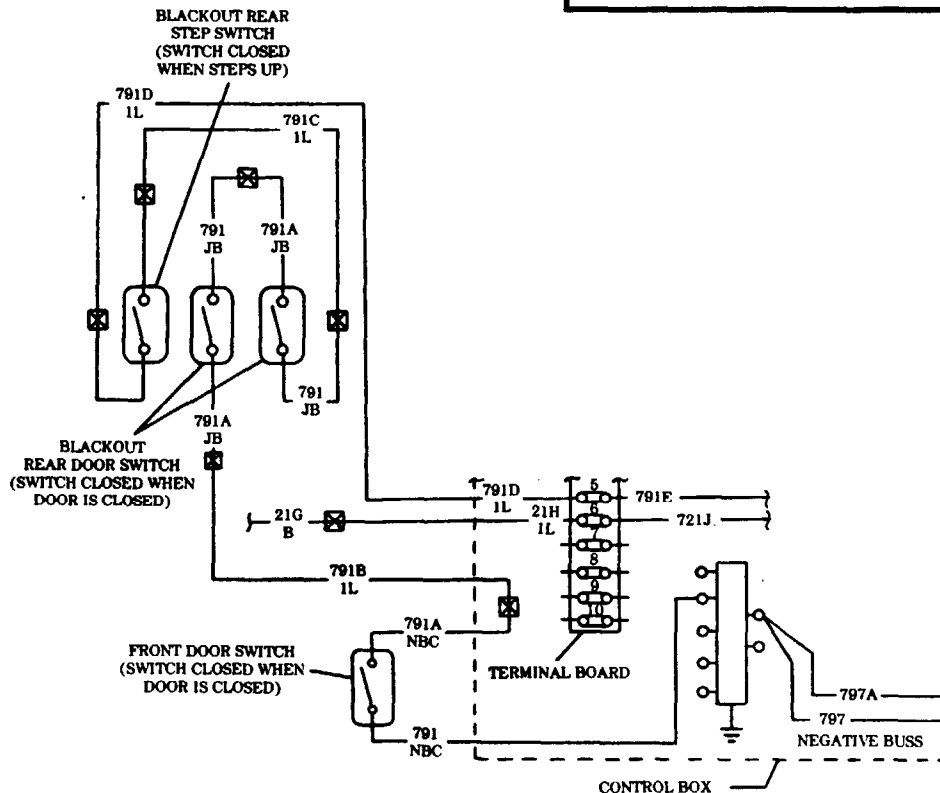 BLACKOUT REAR
STEP SWITCH
(SWITCH CLOSED
WHEN STEPS UP)
791D
1L
791C
1L
791
JB
791A
JB
791A
JB
791
JB
BLACKOUT
REAR DOOR SWITCH
(SWITCH CLOSED WHEN
DOOR IS CLOSED)
791D
1L
5
791E
21G
B
21H
1L
6
721J
7
8
9
10
791B
1L
791A
NBC
FRONT DOOR SWITCH
(SWITCH CLOSED WHEN
DOOR IS CLOSED)
TERMINAL BOARD
791
NBC
797A
797
NEGATIVE BUSS
CONTROL BOX